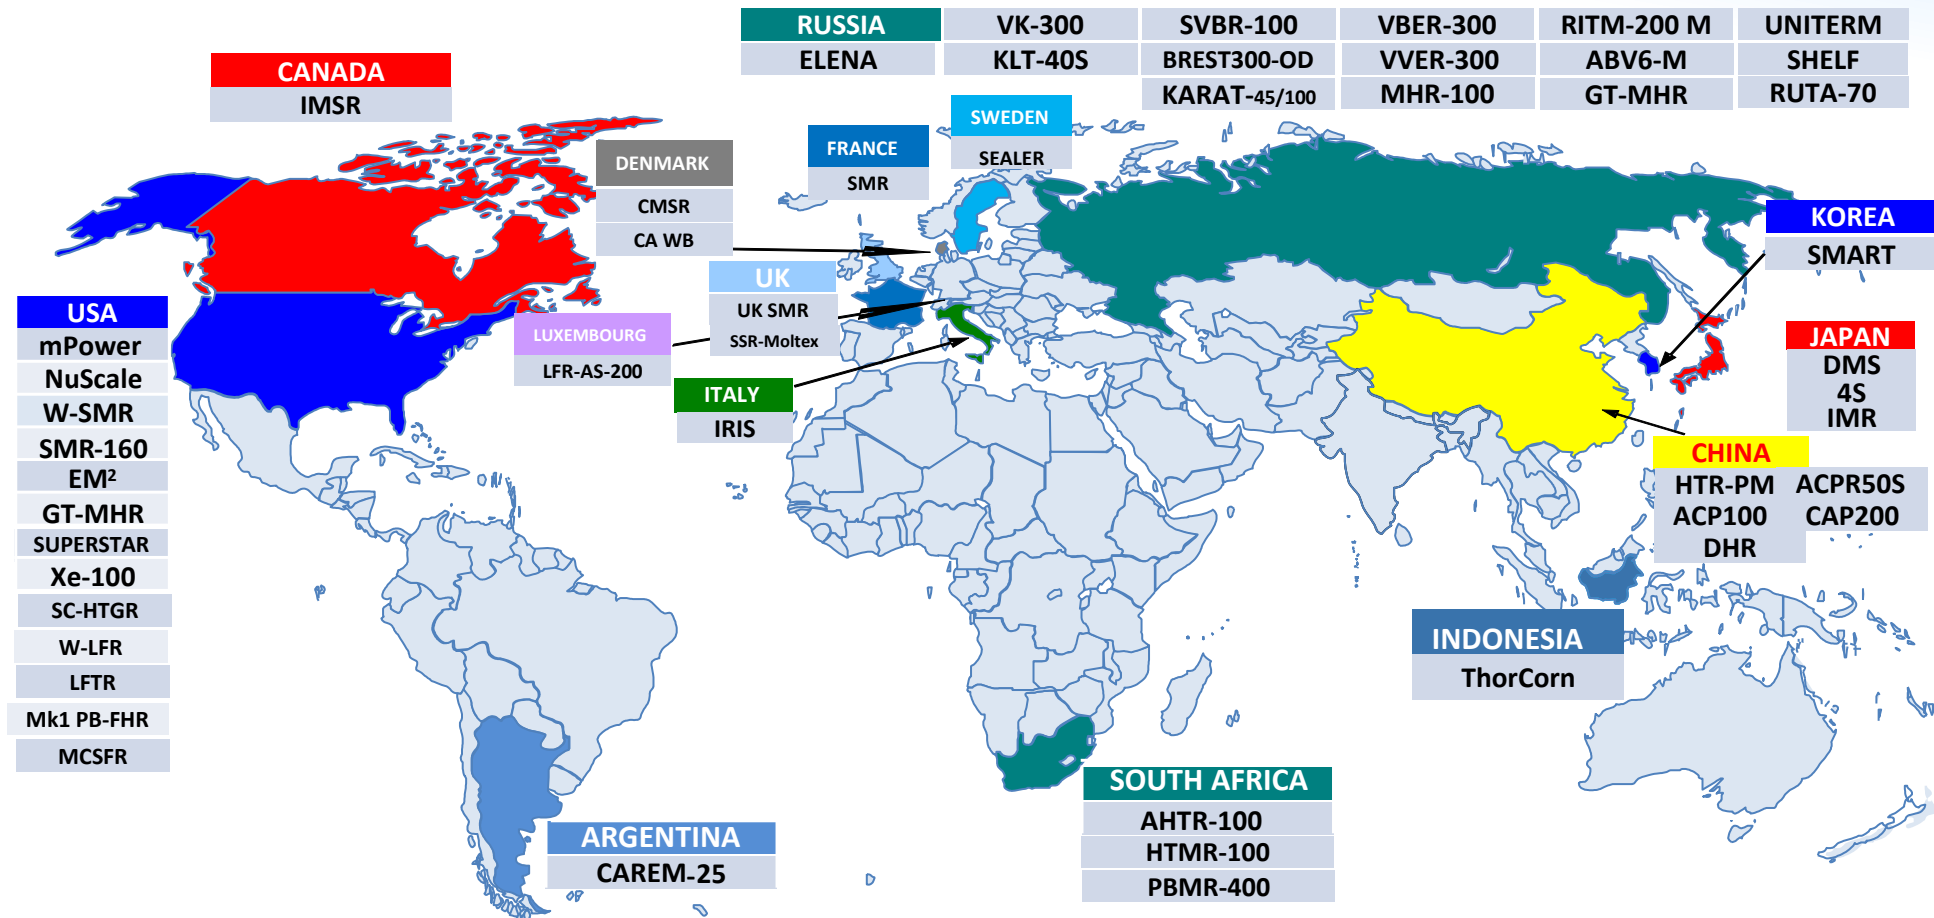 RUSSIA VK-300 SVBR-100 VBER-300 RITM-200 M UNITERM
ELENA KLT-40S BREST300-OD VVER-300 ABV6-M SHELF
KARAT-45/100 MHR-100 GT-MHR RUTA-70
CANADA
IMSR
SWEDEN
SEALER
FRANCE
SMR
DENMARK
CMSR
CA WB
KOREA
SMART
UK
UK SMR
SSR-Moltex
LUXEMBOURG
LFR-AS-200
ITALY
IRIS
USA
mPower
NuScale
W-SMR
SMR-160
EM²
GT-MHR
SUPERSTAR
Xe-100
SC-HTGR
W-LFR
LFTR
Mk1 PB-FHR
MCSFR
JAPAN
DMS
4S
IMR
CHINA
HTR-PM ACPR50S
ACP100 CAP200
DHR
INDONESIA
ThorCorn
SOUTH AFRICA
AHTR-100
HTMR-100
PBMR-400
ARGENTINA
CAREM-25